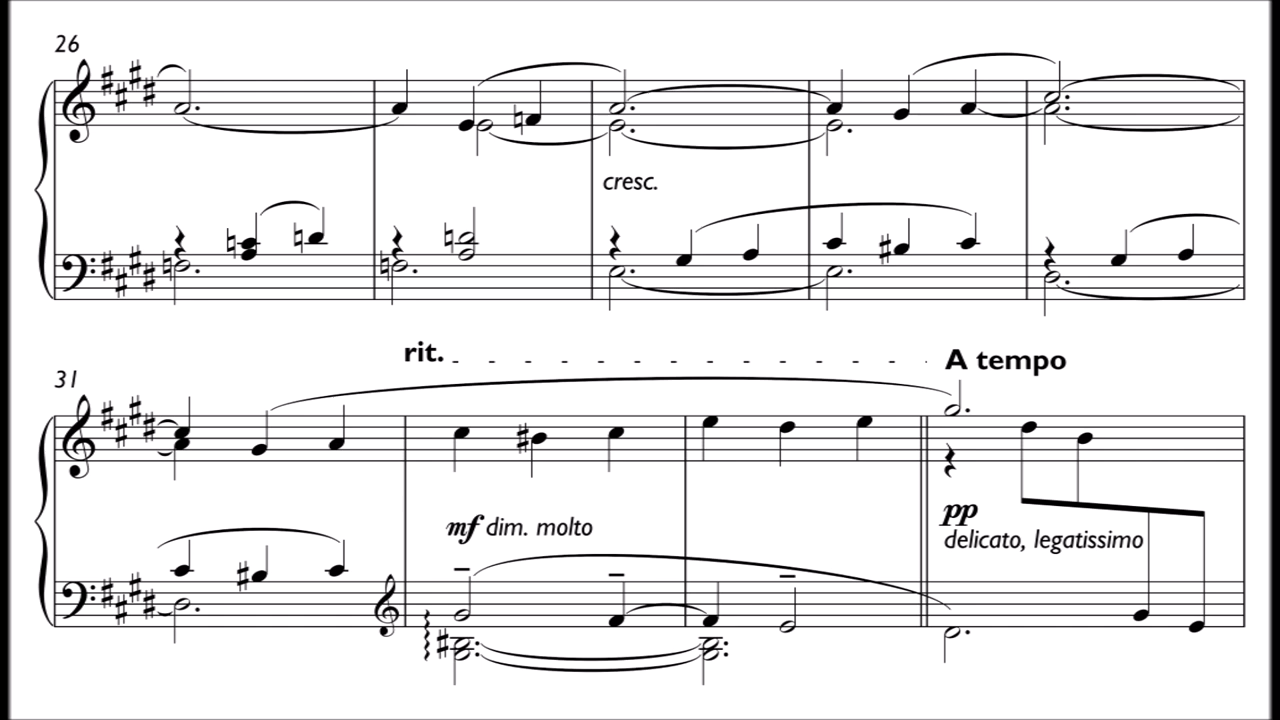 26
cresc.
rit.
A tempo
31
mf dim. molto
pp
delicato, legatissimo